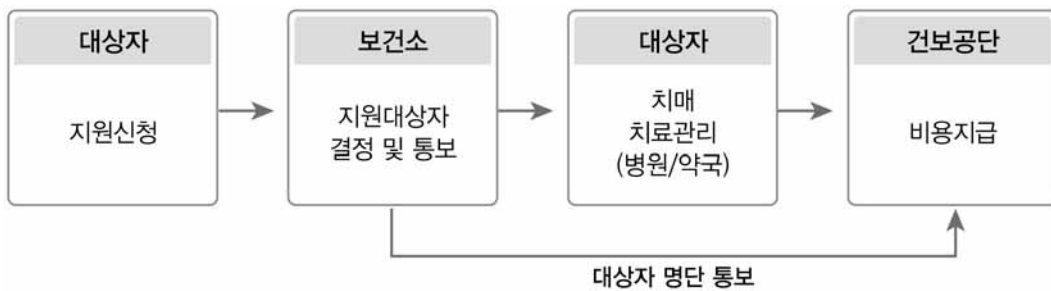 대상자
지원신청
보건소
지원대상자
결정 및 통보
대상자
치매
치료관리
(병원/약국)
건보공단
비용지급
대상자 명단 통보